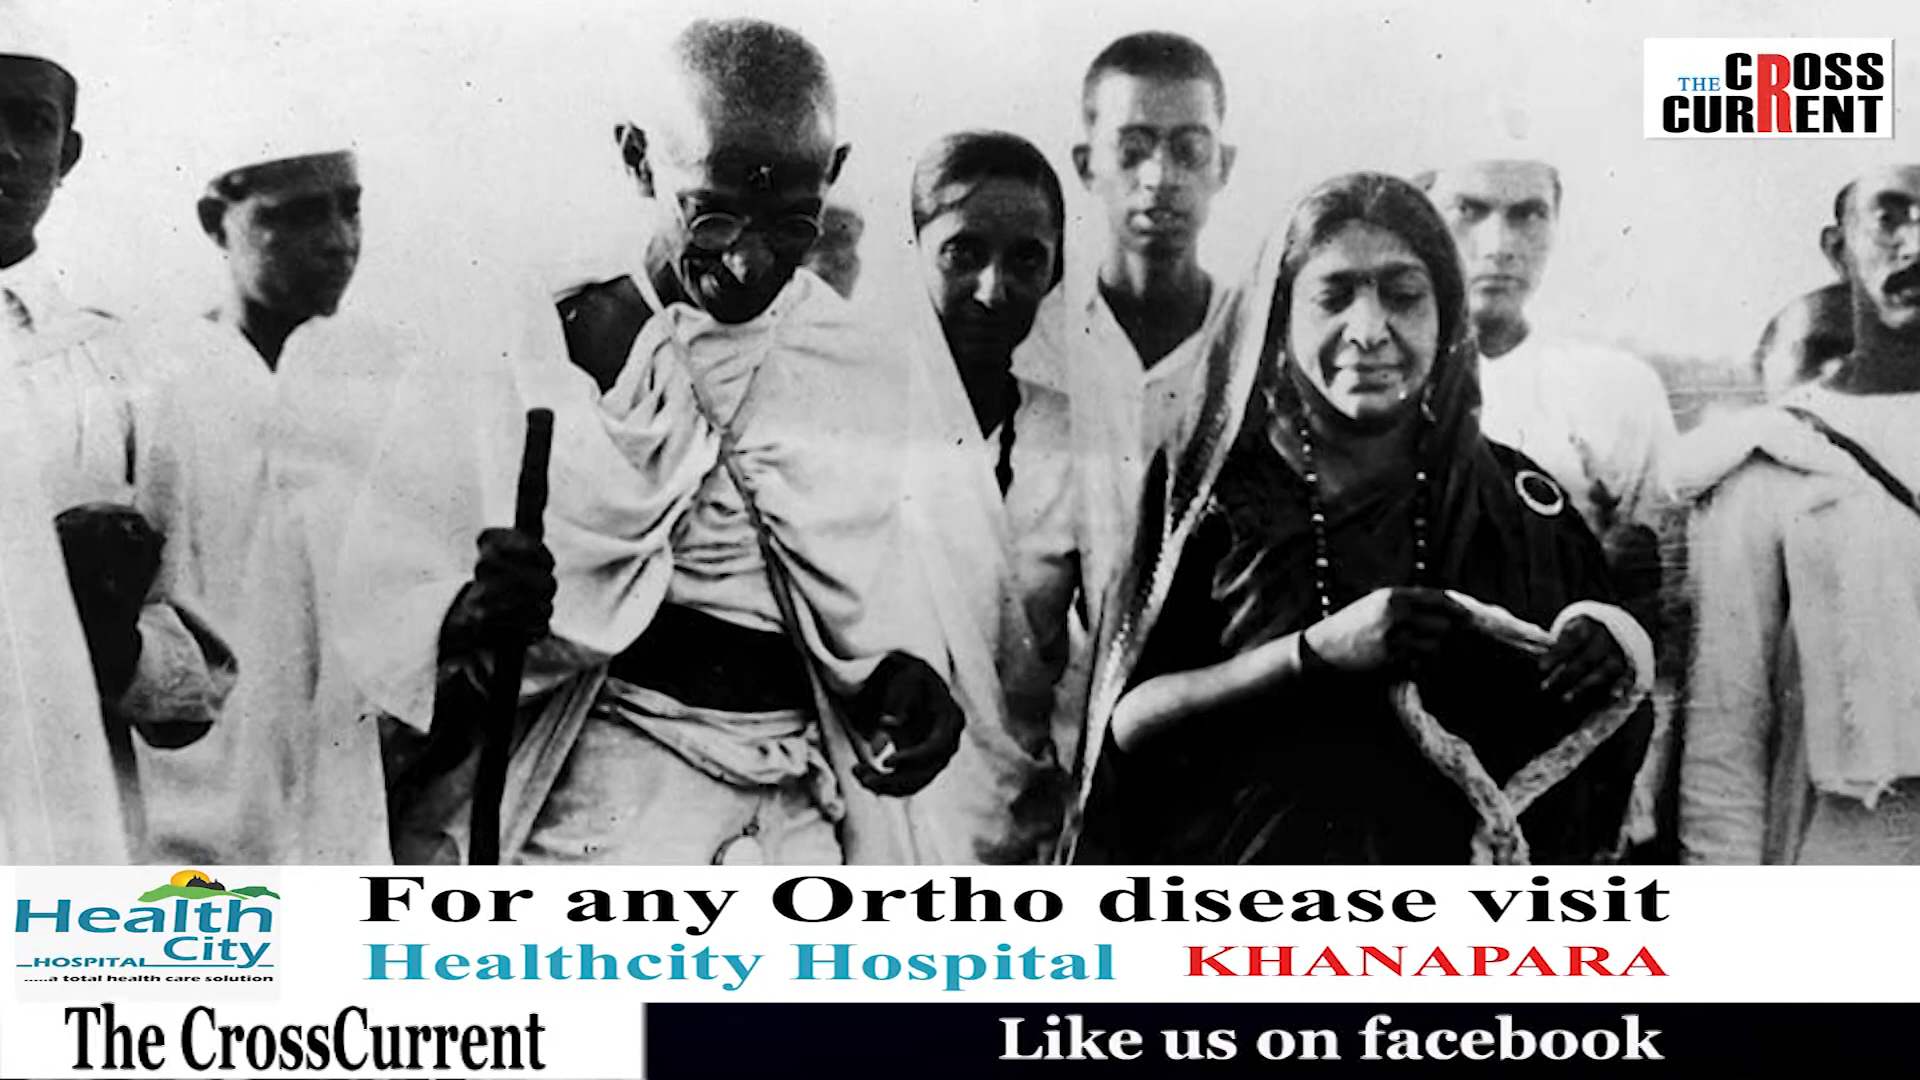 THE CROSS
CURRENT
Health
City
HOSPITAL
.....a total health care solution
For any Ortho disease visit
Healthcity Hospital KHANAPARA
The CrossCurrent
Like us on facebook